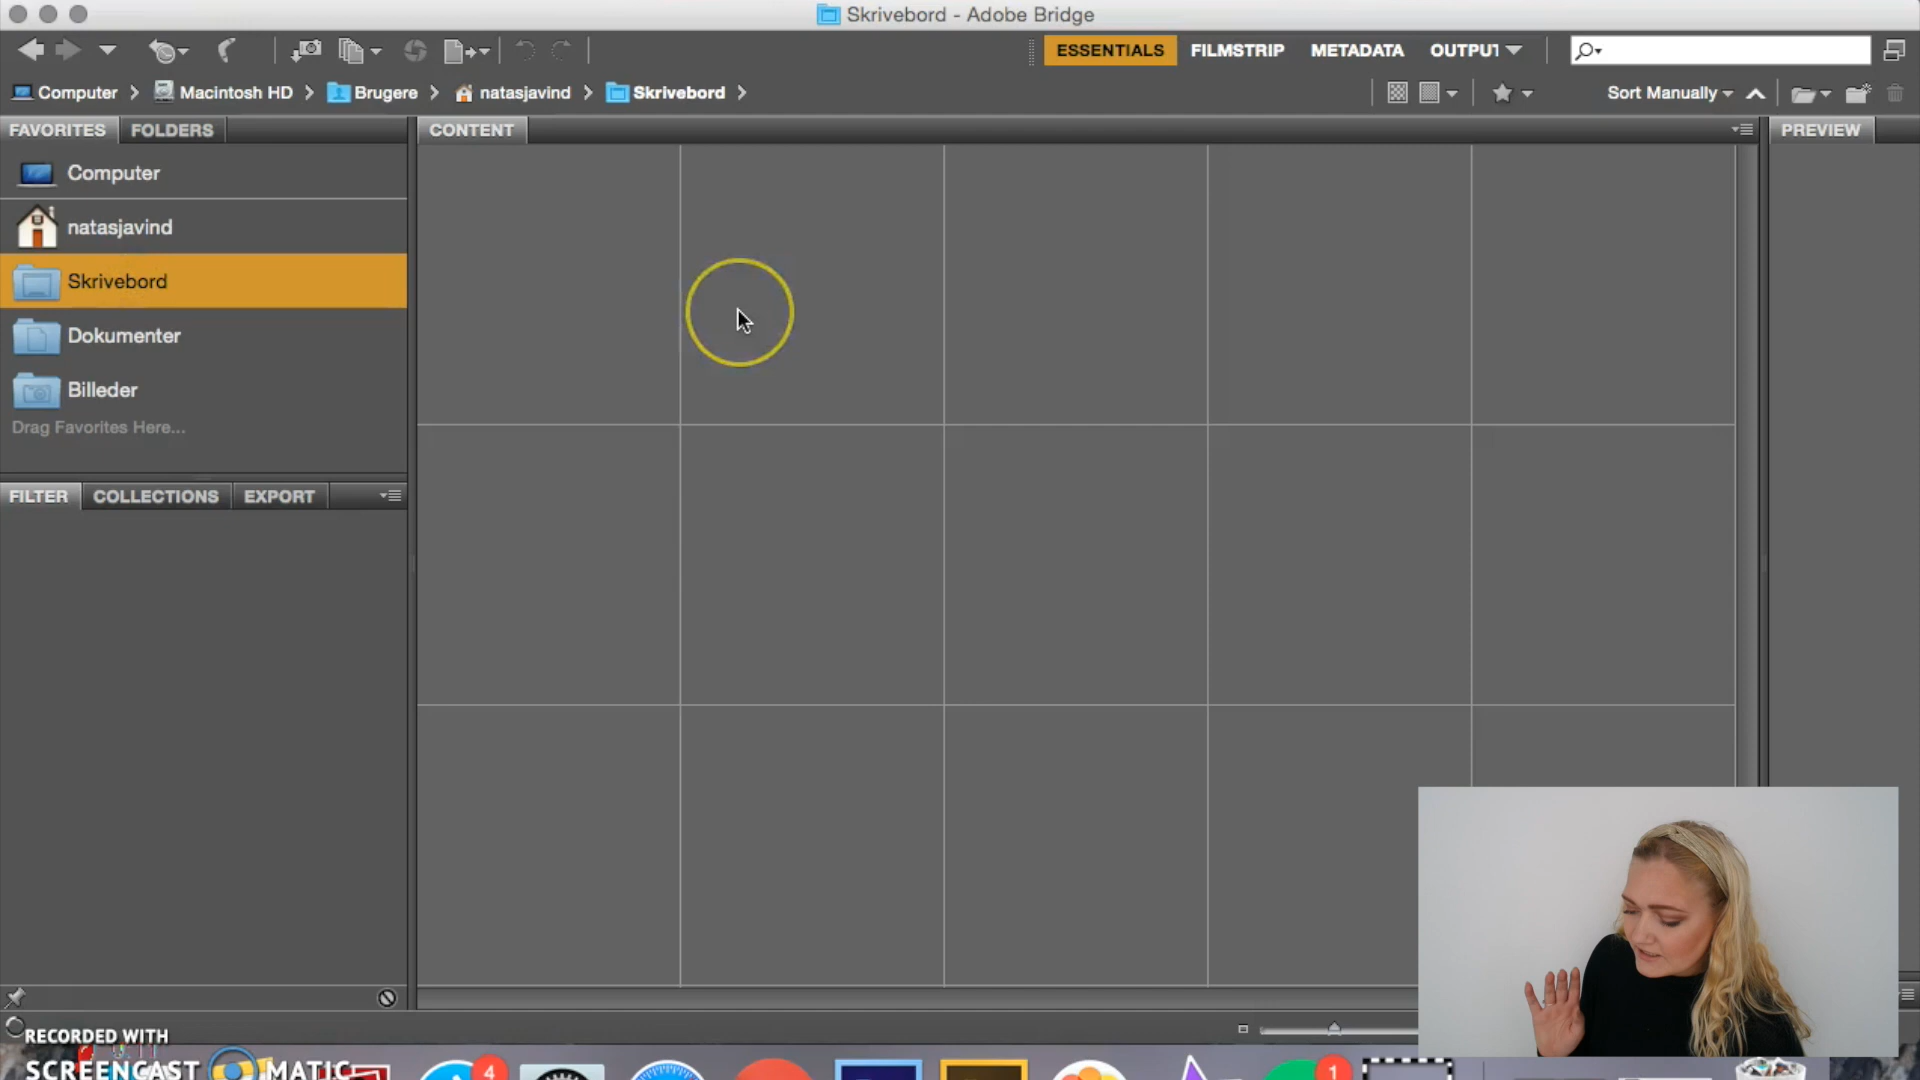 Skrivebord - Adobe Bridge
ESSENTIALS FILMSTRIP METADATA OUTPUT
Computer Macintosh HD Brugere natasjavind Skrivebord
Sort Manually
FAVORITES FOLDERS
CONTENT
PREVIEW
Computer
natasjavind
Skrivebord
Dokumenter
Billeder
Drag Favorites Here...
FILTER COLLECTIONS EXPORT
RECORDED WITH
SCREENCAST MATIC
4
1